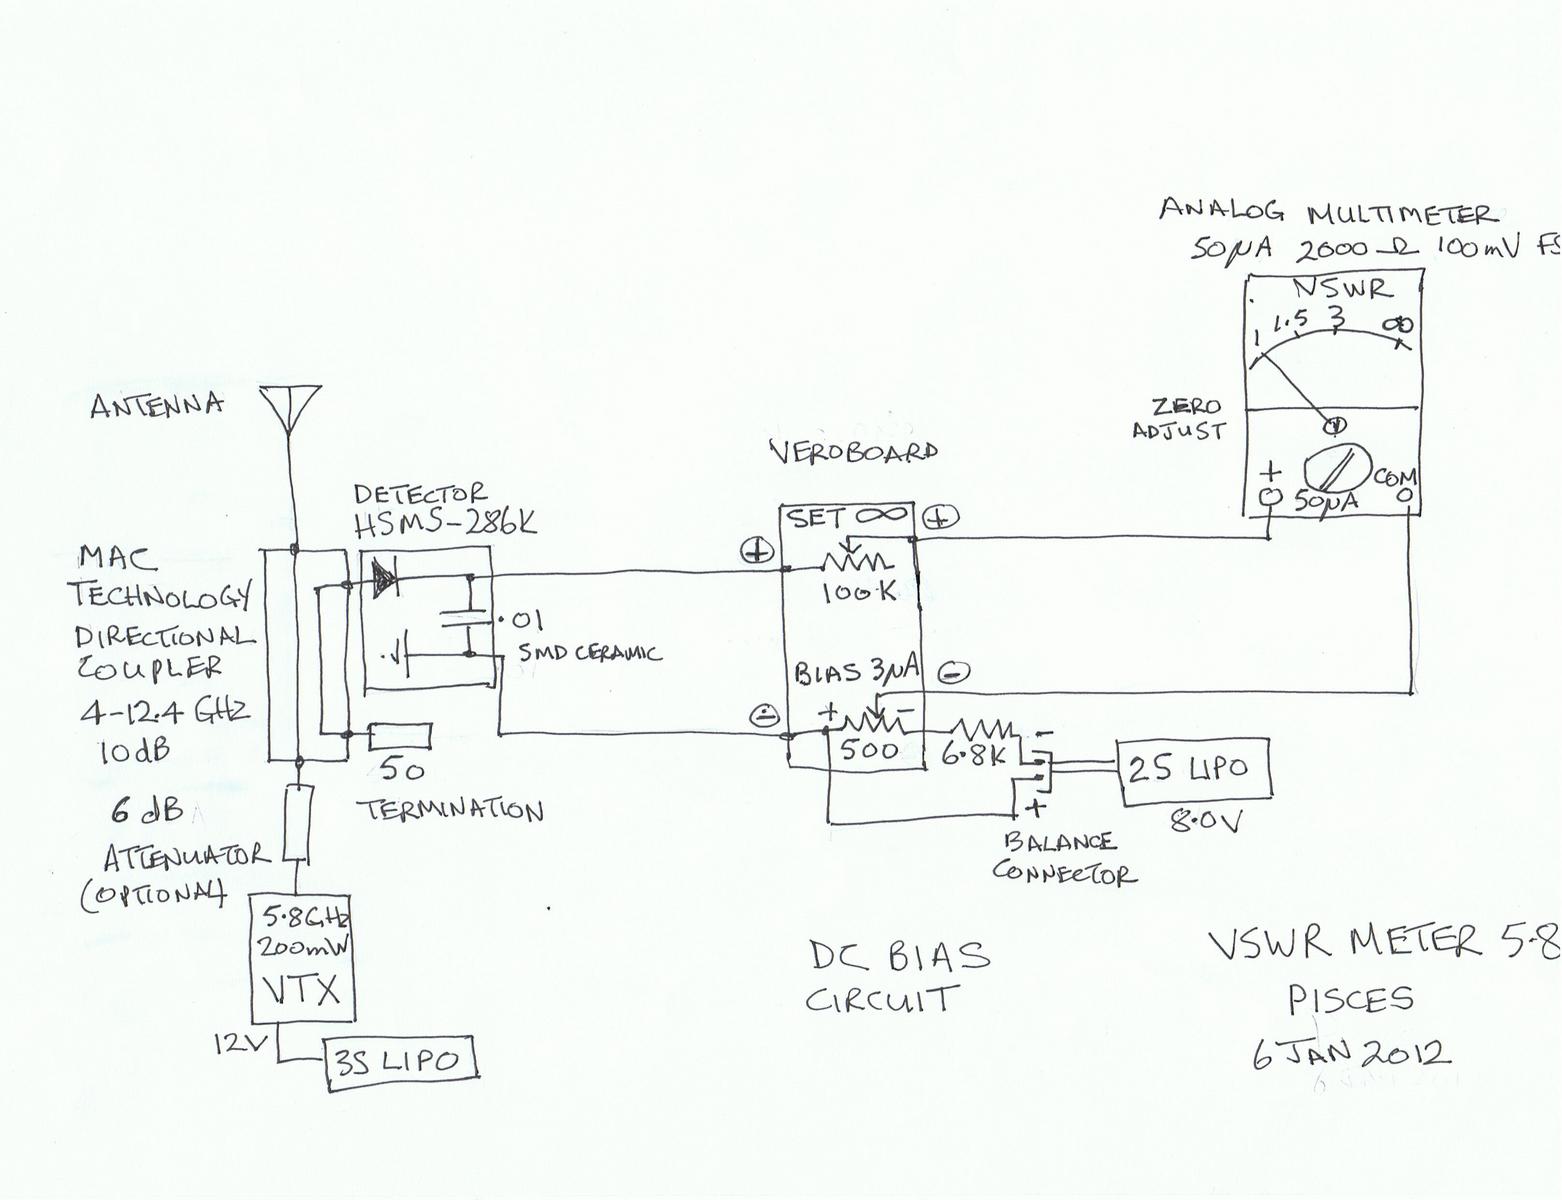 ANALOG MULTIMETER
50μA 2000 Ω 100mV FS
VSWR
1 1.5 3 ∞
ZERO
ADJUST
+ 50μA COM
ANTENNA
VEROBOARD
DETECTOR
HSMS-286K
SET ∞ +
+
100K
MAC
TECHNOLOGY
DIRECTIONAL
COUPLER
4-12.4 GHz
10dB
.01
SMD CERAMIC
BIAS 3μA -
- + -
500 6.8K
50
TERMINATION
- +
2S LIPO
8.0V
BALANCE
CONNECTOR
6 dB
ATTENUATOR
(OPTIONAL)
5.8GHz
200mW
VTX
12V
3S LIPO
DC BIAS
CIRCUIT
VSWR METER 5.8
PISCES
6 JAN 2012